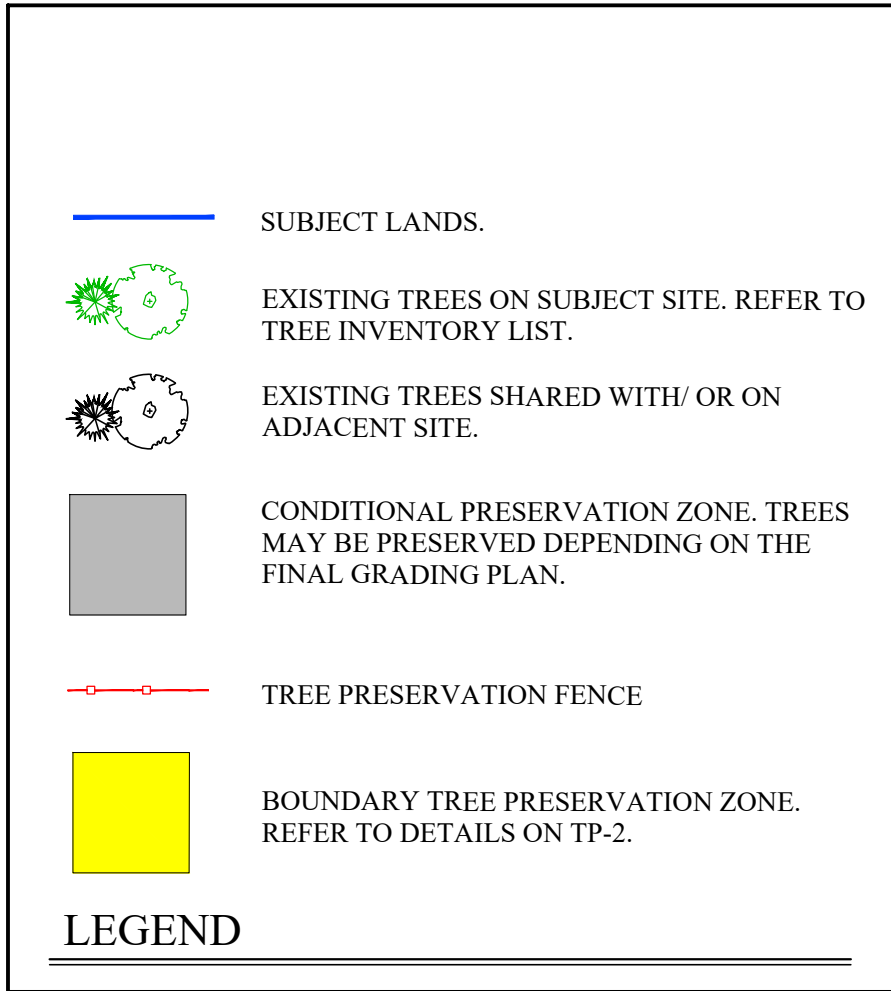 SUBJECT LANDS.
EXISTING TREES ON SUBJECT SITE. REFER TO
TREE INVENTORY LIST.
EXISTING TREES SHARED WITH/ OR ON
ADJACENT SITE.
CONDITIONAL PRESERVATION ZONE. TREES
MAY BE PRESERVED DEPENDING ON THE
FINAL GRADING PLAN.
TREE PRESERVATION FENCE
BOUNDARY TREE PRESERVATION ZONE.
REFER TO DETAILS ON TP-2.
LEGEND